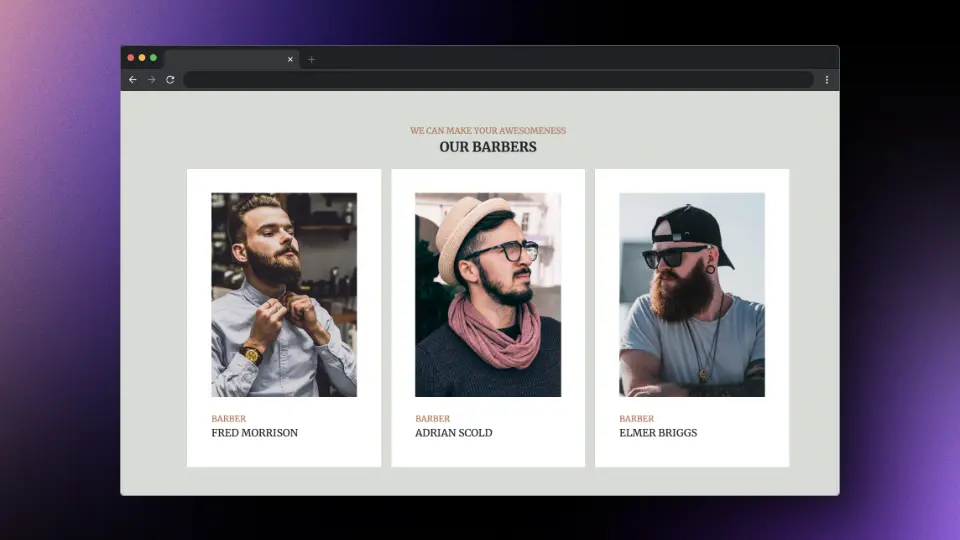 WE CAN MAKE YOUR AWESOMENESS
OUR BARBERS
BARBER
FRED MORRISON
BARBER
ADRIAN SCOLD
BARBER
ELMER BRIGGS